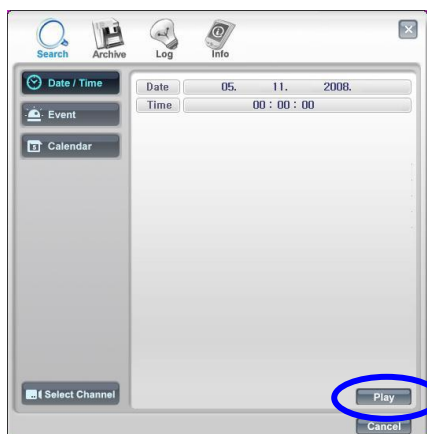 Search Archive Log Info
Date / Time
Date 05. 11. 2008.
Time 00 : 00 : 00
Event
Calendar
Select Channel
Play
Cancel